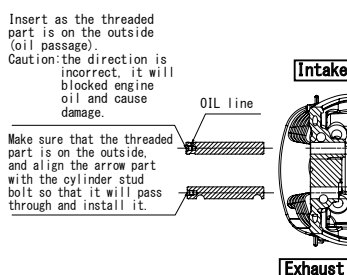 Insert as the threaded
part is on the outside
(oil passage).
Caution:the direction is
incorrect, it will
blocked engine
oil and cause
damage.
Intake
OIL line
Make sure that the threaded
part is on the outside,
and align the arrow part
with the cylinder stud
bolt so that it will pass
through and install it.
Exhaust